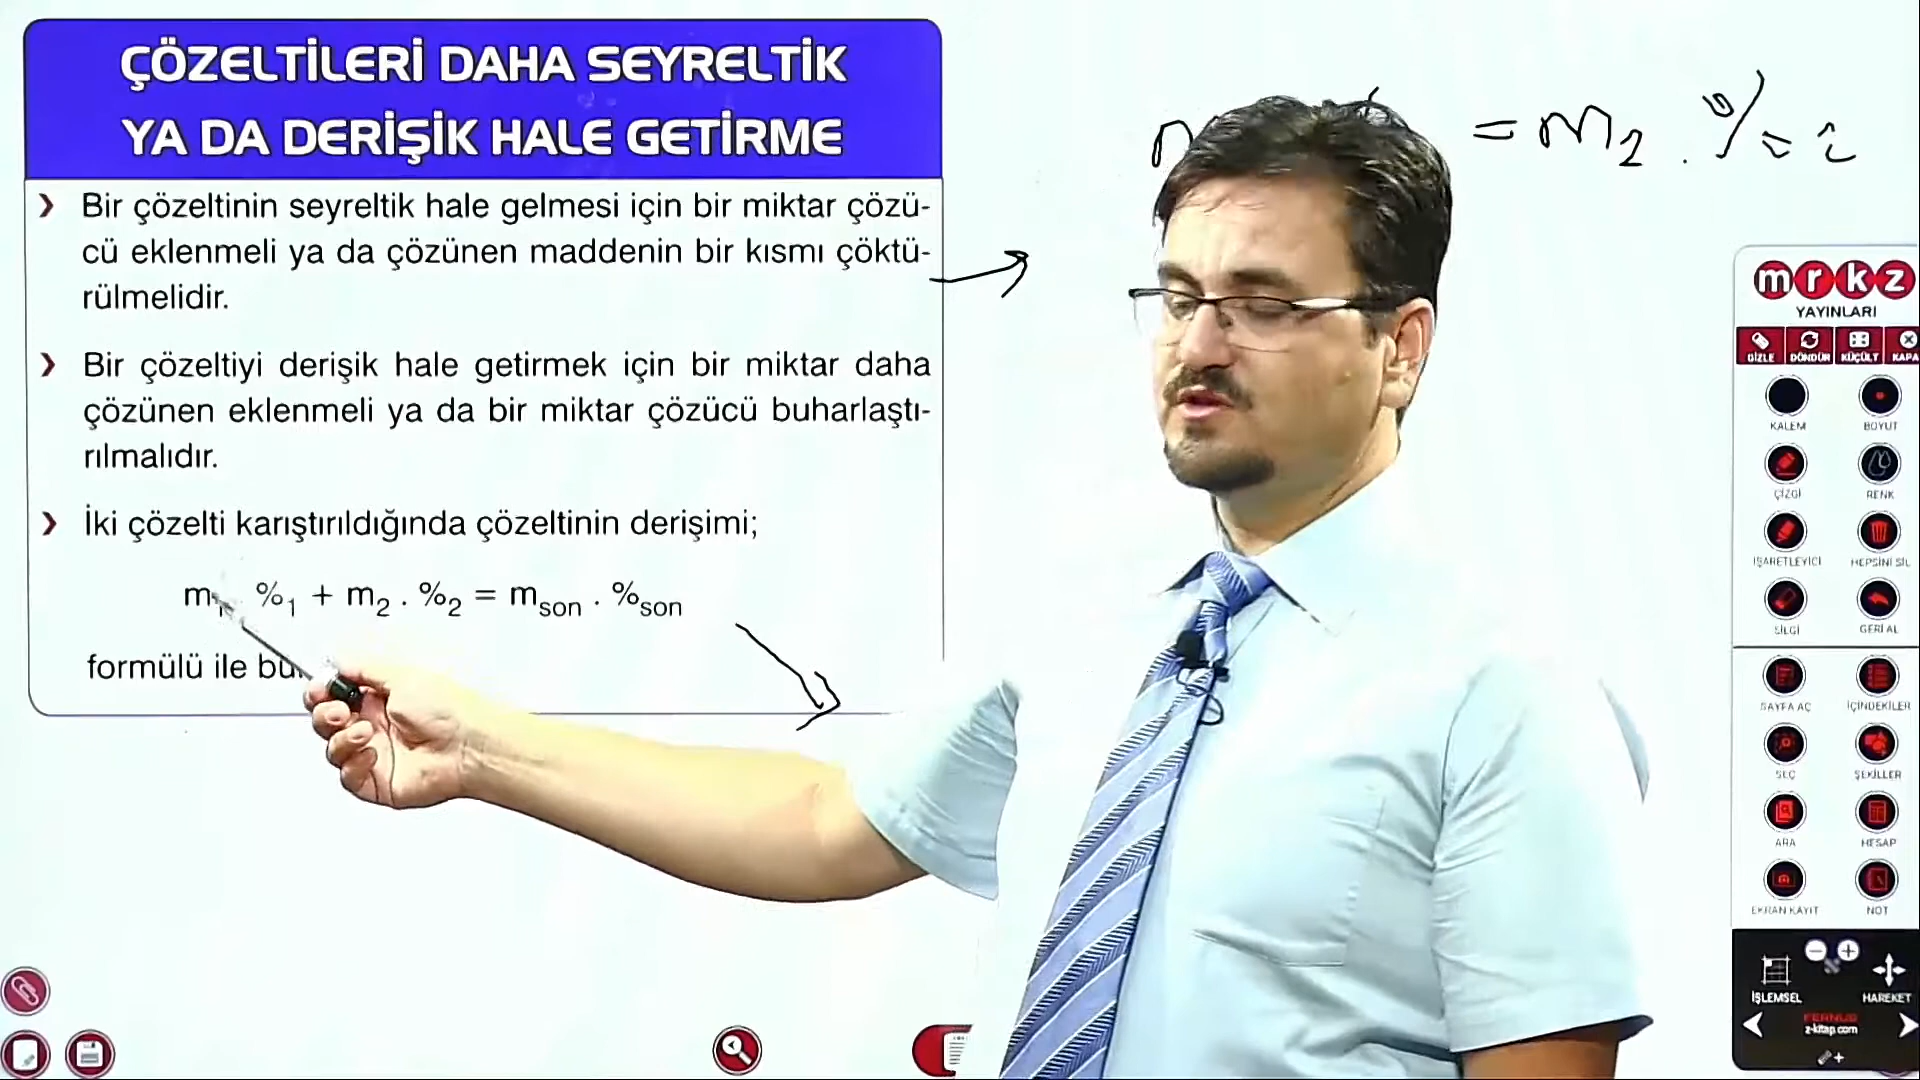 ÇÖZELTİLERİ DAHA SEYRELTİK
YA DA DERİŞİK HALE GETİRME
› Bir çözeltinin seyreltik hale gelmesi için bir miktar çözü-
cü eklenmeli ya da çözünen maddenin bir kısmı çöktü-
rülmelidir.
› Bir çözeltiyi derişik hale getirmek için bir miktar daha
çözünen eklenmeli ya da bir miktar çözücü buharlaştı-
rılmalıdır.
› İki çözelti karıştırıldığında çözeltinin derişimi;
m₁ %₁ + m₂ . %₂ = mson . %son
formülü ile
= m₂ . %
mrkz
YAYINLARI
GİZLE DÖNDÜR KÜÇÜLT KAPA
KALEM BOYUT
ÇİZGİ RENK
İŞARETLEYİCİ HEPSİNİ SİL
SİLGİ GERİ AL
SAYFA AÇ İÇİNDEKİLER
SEÇ ŞEKİLLER
ARA HESAP
EKRAN KAYIT NOT
İŞLEMSEL HAREKET
FERNUS
z-kitap.com